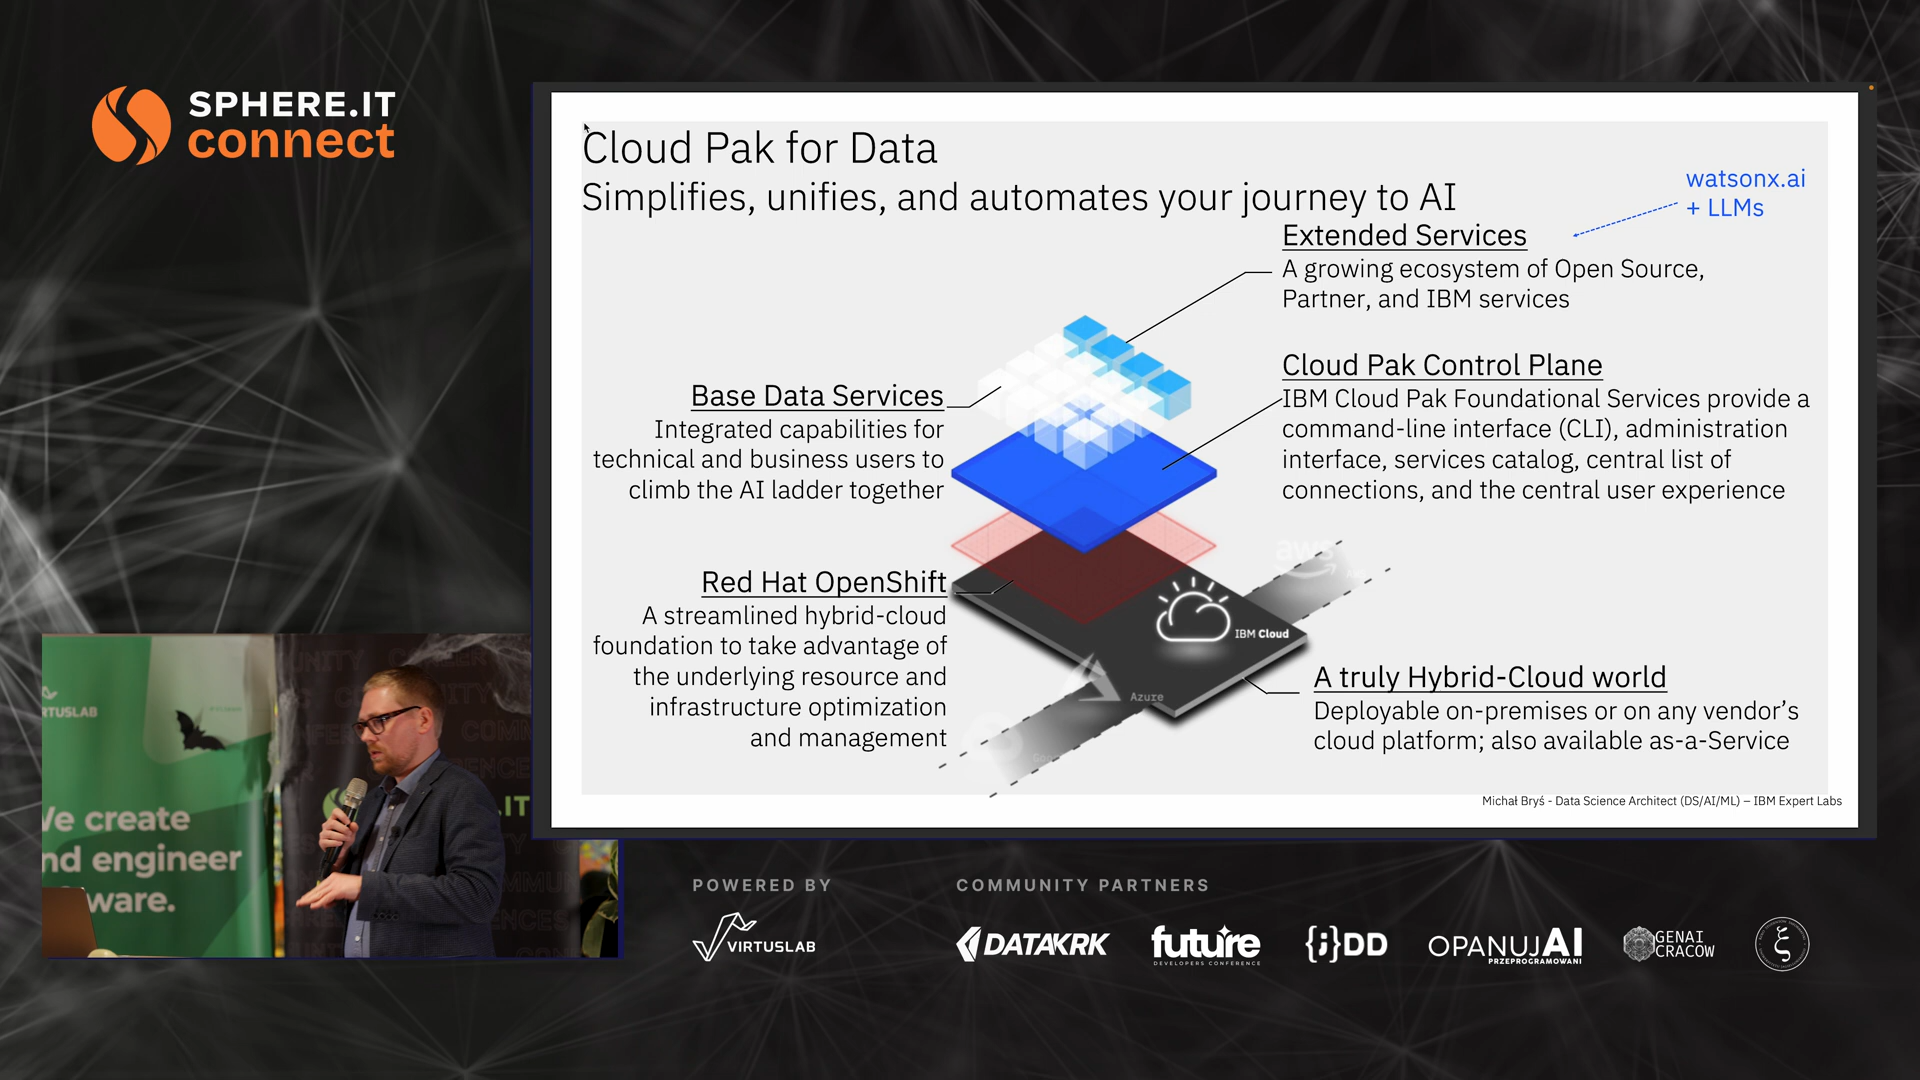 SPHERE.IT
connect
Cloud Pak for Data
Simplifies, unifies, and automates your journey to AI
watsonx.ai
+ LLMs
Extended Services
A growing ecosystem of Open Source,
Partner, and IBM services
Base Data Services
Integrated capabilities for
technical and business users to
climb the AI ladder together
Cloud Pak Control Plane
IBM Cloud Pak Foundational Services provide a
command-line interface (CLI), administration
interface, services catalog, central list of
connections, and the central user experience
Red Hat OpenShift
A streamlined hybrid-cloud
foundation to take advantage of
the underlying resource and
infrastructure optimization
and management
aws
IBM Cloud
Azure
A truly Hybrid-Cloud world
Deployable on-premises or on any vendor's
cloud platform; also available as-a-Service
Michał Bryś - Data Science Architect (DS/AI/ML) – IBM Expert Labs
RTUSLAB
We create
nd engineer
ware.
.IT
POWERED BY
VIRTUSLAB
COMMUNITY PARTNERS
DATAKRK
future
DEVELOPERS CONFERENCE
{;}DD
OPANUJAI
PRZEPROGRAMOWANI
GENAI
CRACOW
ξ